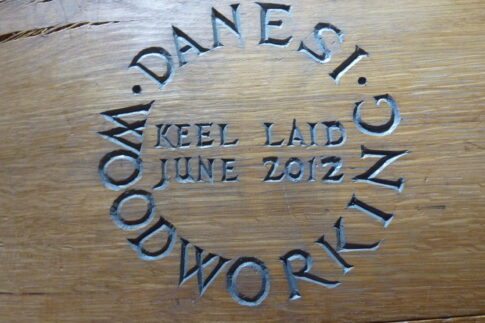 DANESI
WOODWORKING
KEEL LAID
JUNE 2012